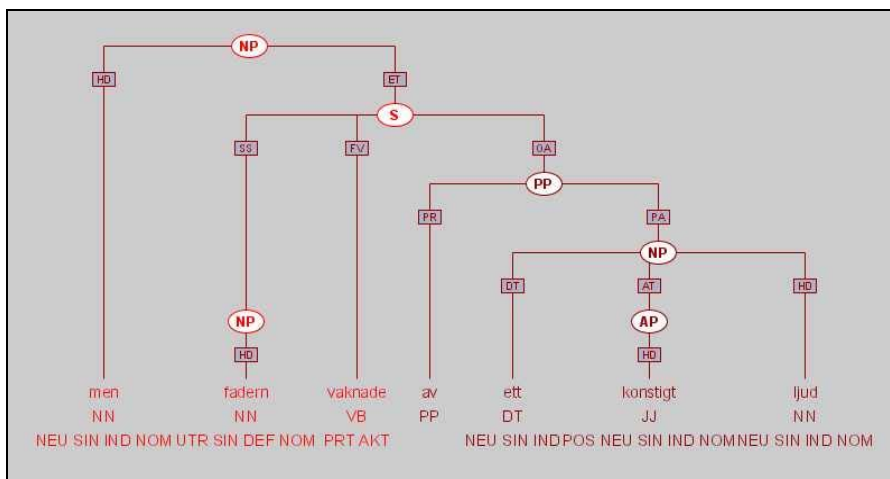 NP
HD ET
S
SS FV OA
PP
PR PA
NP
DT AT HD
NP AP
HD HD
men fadern vaknade av ett konstigt ljud
NN NN VB PP DT JJ NN
NEU SIN IND NOM UTR SIN DEF NOM PRT AKT NEU SIN IND POS NEU SIN IND NOM NEU SIN IND NOM